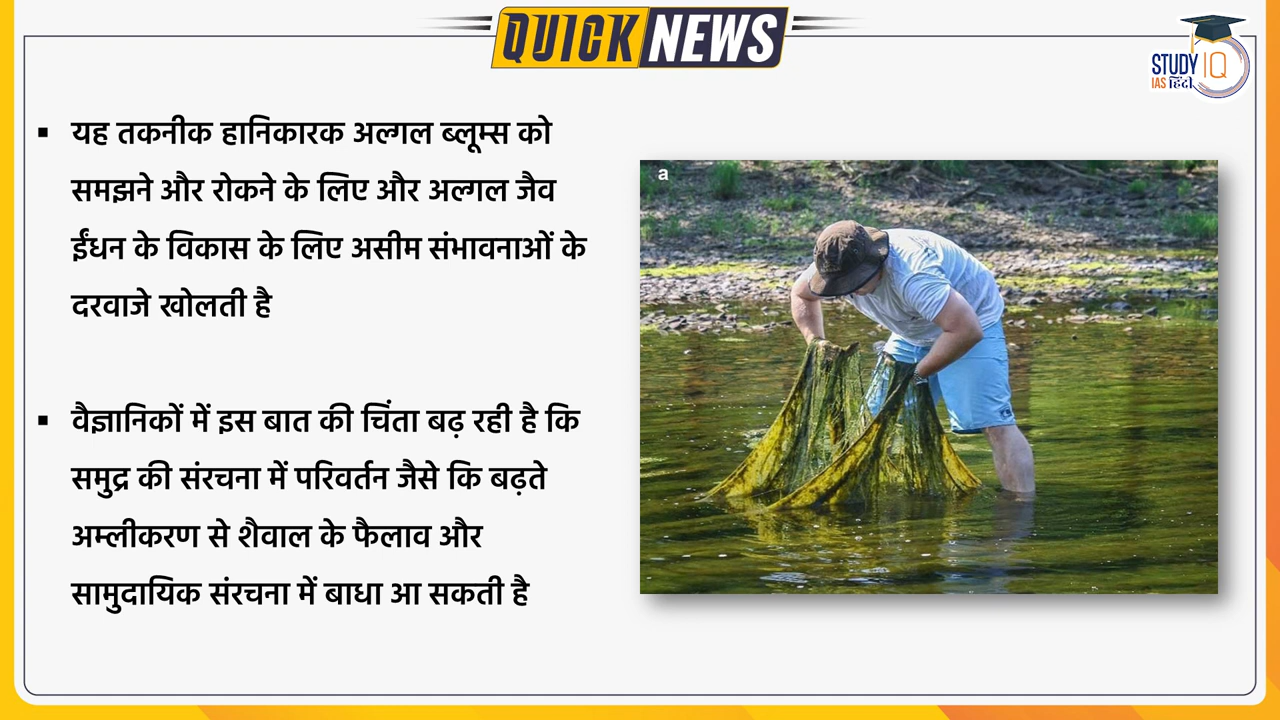 QUICK NEWS
STUDY IQ
IAS हिंदी
▪ यह तकनीक हानिकारक अल्गल ब्लूम्स को
समझने और रोकने के लिए और अल्गल जैव
ईंधन के विकास के लिए असीम संभावनाओं के
दरवाजे खोलती है
▪ वैज्ञानिकों में इस बात की चिंता बढ़ रही है कि
समुद्र की संरचना में परिवर्तन जैसे कि बढ़ते
अम्लीकरण से शैवाल के फैलाव और
सामुदायिक संरचना में बाधा आ सकती है
a